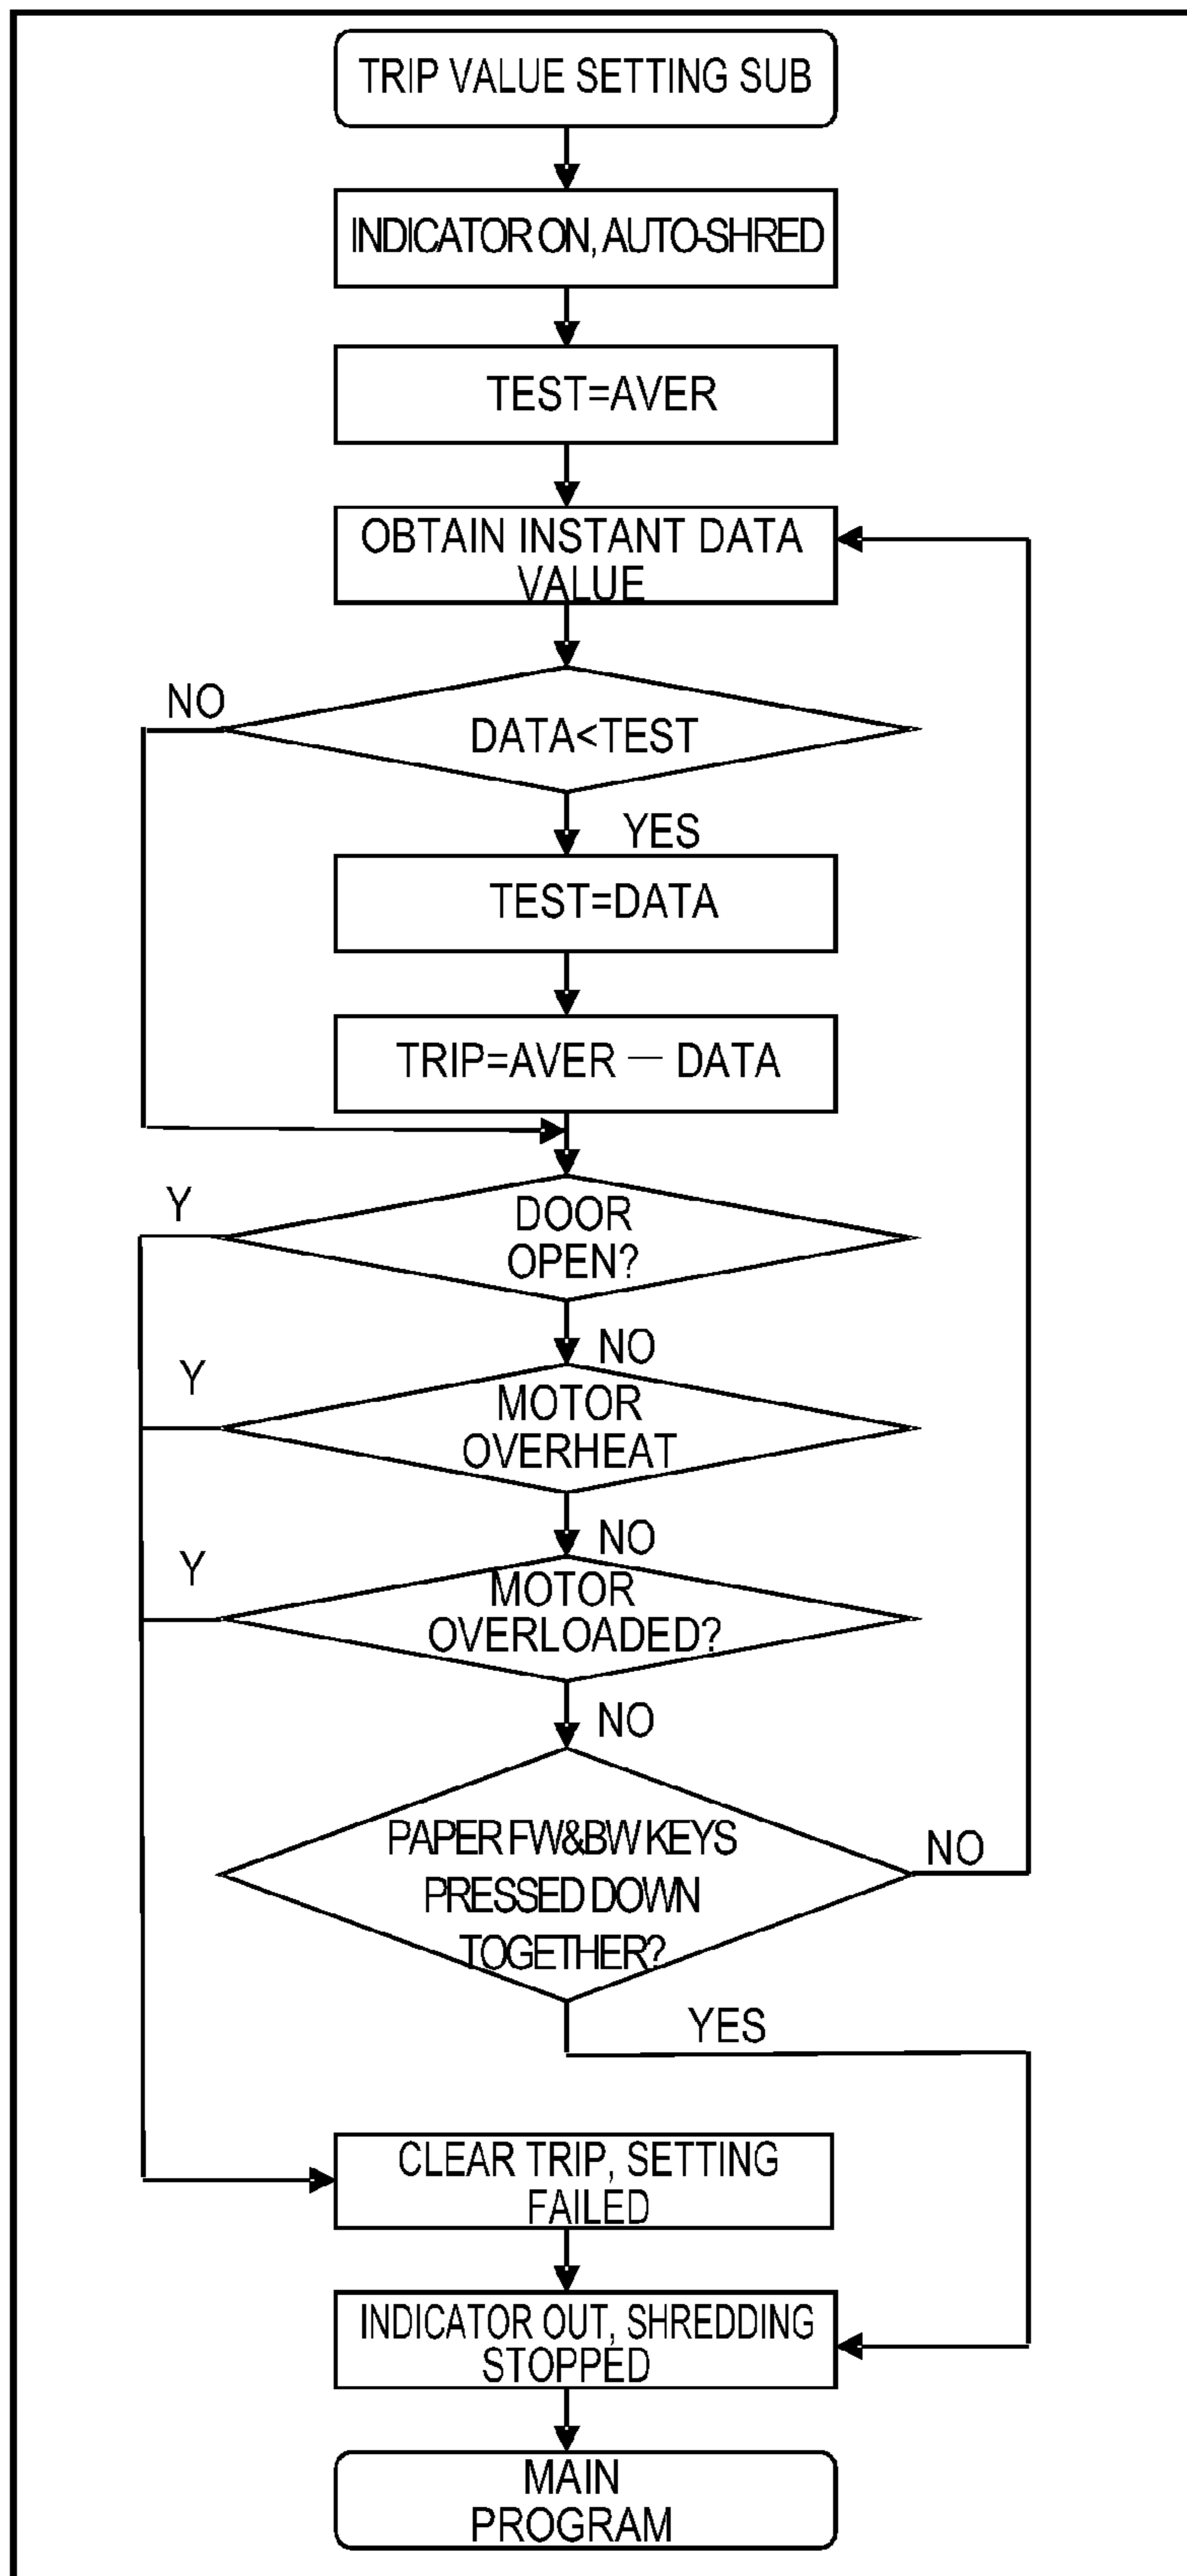 TRIP VALUE SETTING SUB
INDICATOR ON, AUTO-SHRED
TEST=AVER
OBTAIN INSTANT DATA
VALUE
NO
DATA<TEST
YES
TEST=DATA
TRIP=AVER — DATA
Y
DOOR
OPEN?
NO
Y
MOTOR
OVERHEAT
NO
Y
MOTOR
OVERLOADED?
NO
PAPER FW&BW KEYS
PRESSED DOWN
TOGETHER?
NO
YES
CLEAR TRIP, SETTING
FAILED
INDICATOR OUT, SHREDDING
STOPPED
MAIN
PROGRAM